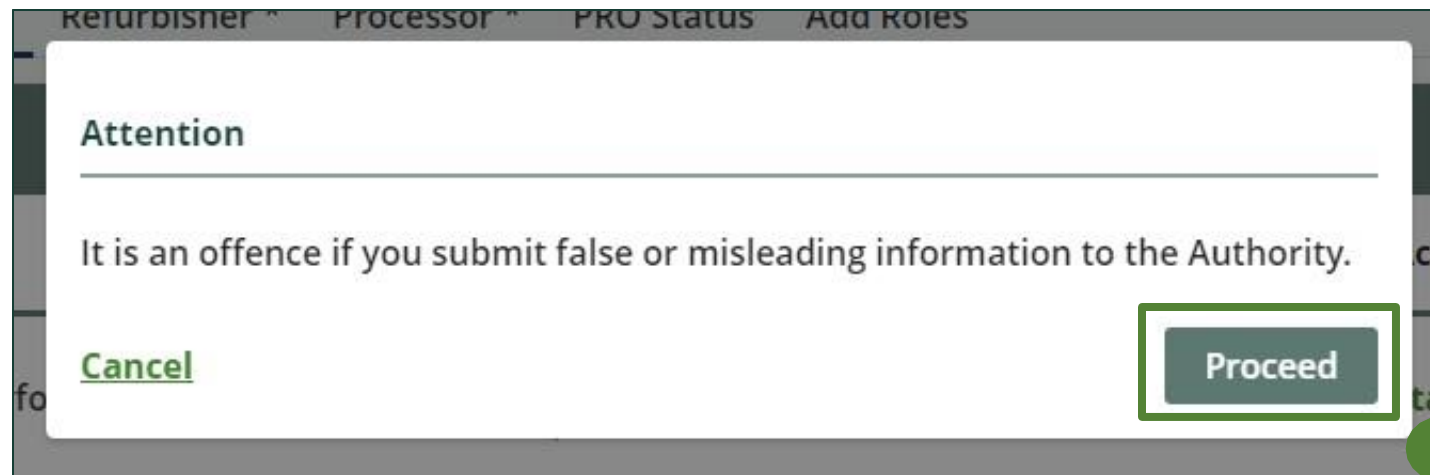 Refurbisher * Processor * PRO Status Add Roles
Attention
It is an offence if you submit false or misleading information to the Authority.
Cancel
Proceed